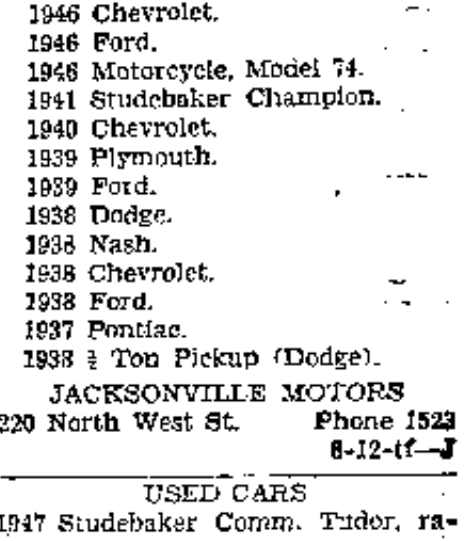 1946 Chevrolet.
1946 Ford.
1946 Motorcycle, Model 74.
1941 Studebaker Champion.
1940 Chevrolet.
1939 Plymouth.
1939 Ford.
1938 Dodge.
1938 Nash.
1938 Chevrolet.
1938 Ford.
1937 Pontiac.
1938 ½ Ton Pickup (Dodge).
JACKSONVILLE MOTORS
220 North West St. Phone 1523
6-12-tf—J
USED CARS
1947 Studebaker Comm. Tudor, ra-